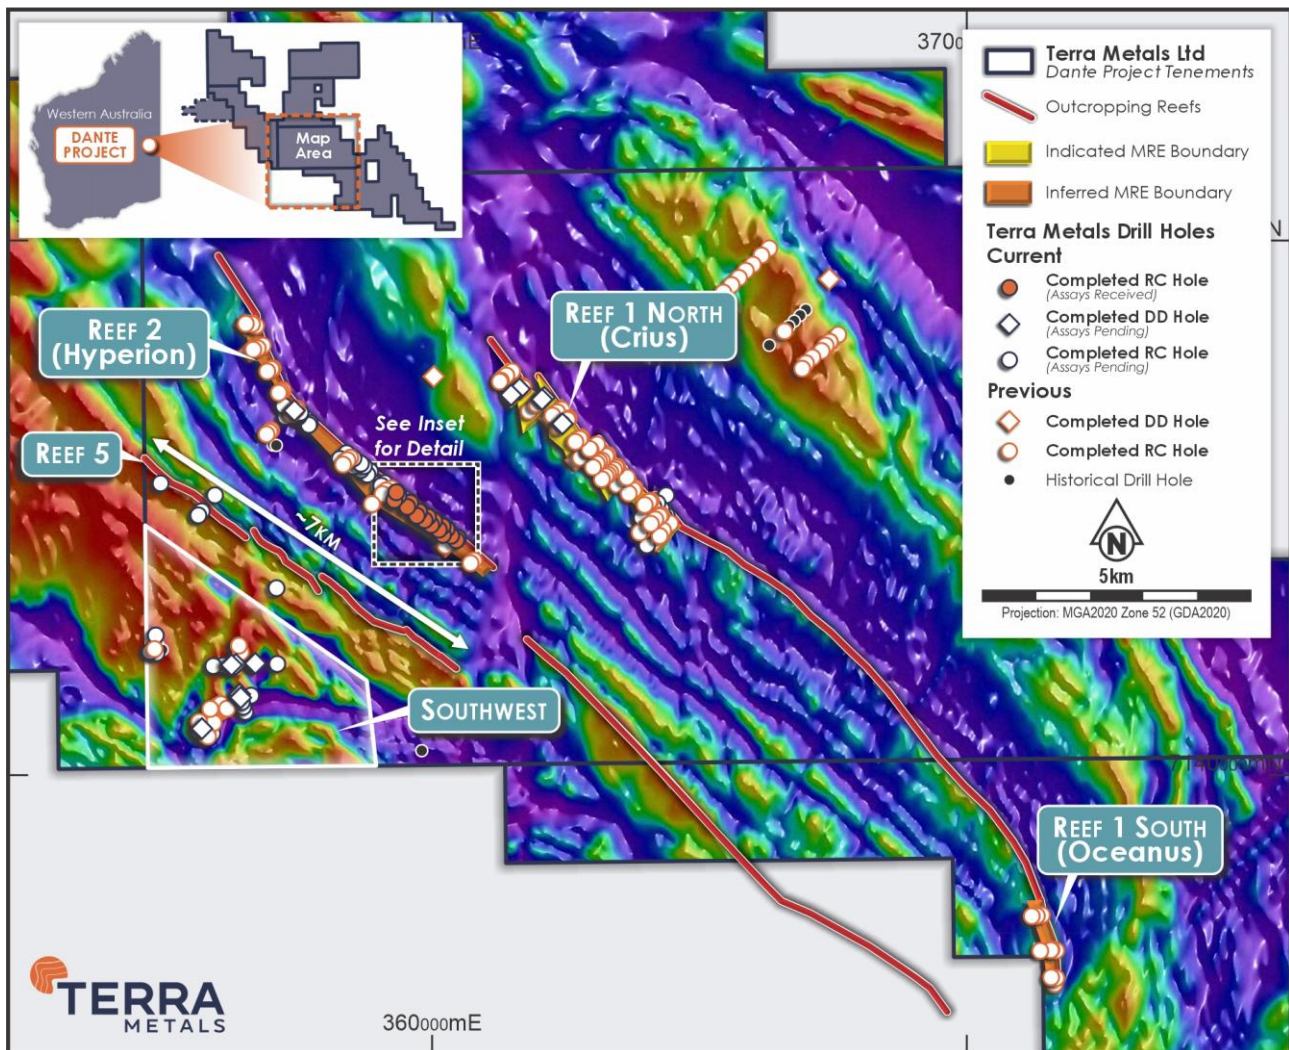 Western Australia
DANTE
PROJECT
Map
Area
REEF 2
(Hyperion)
REEF 1 NORTH
(Crius)
See Inset
for Detail
REEF 5
~7KM
SOUTHWEST
REEF 1 SOUTH
(Oceanus)
Terra Metals Ltd
Dante Project Tenements
Outcropping Reefs
Indicated MRE Boundary
Inferred MRE Boundary
Terra Metals Drill Holes
Current
Completed RC Hole
(Assays Received)
Completed DD Hole
(Assays Pending)
Completed RC Hole
(Assays Pending)
Previous
Completed DD Hole
Completed RC Hole
Historical Drill Hole
N
5km
Projection: MGA2020 Zone 52 (GDA2020)
TERRA
METALS
360000mE